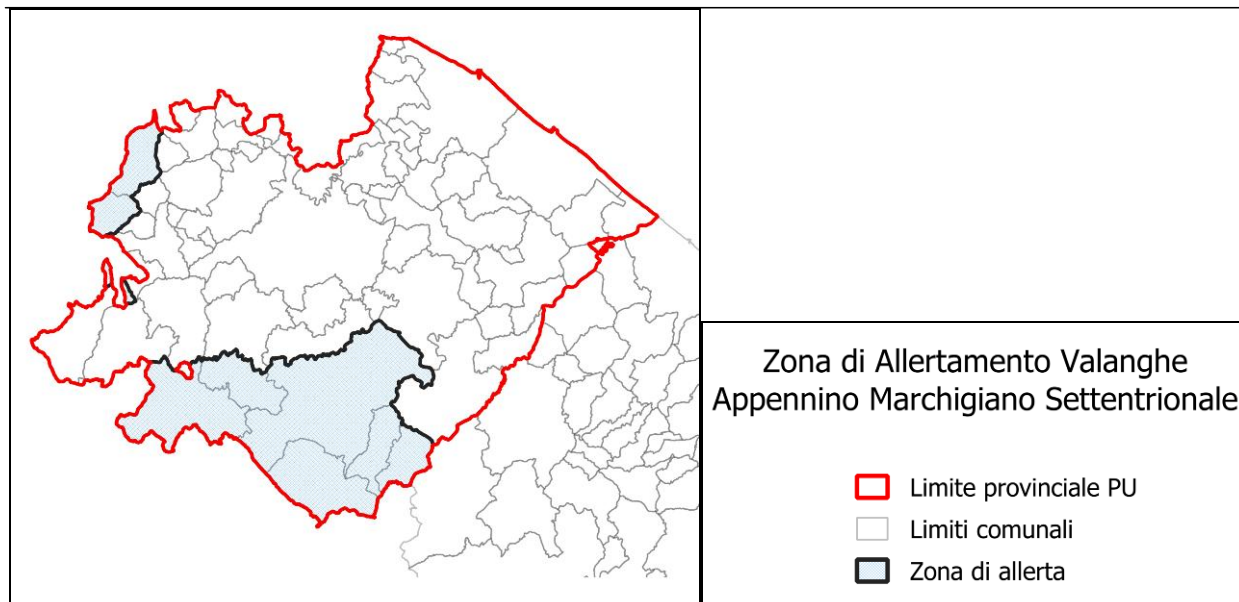 Zona di Allertamento Valanghe
Appennino Marchigiano Settentrionale
Limite provinciale PU
Limiti comunali
Zona di allerta